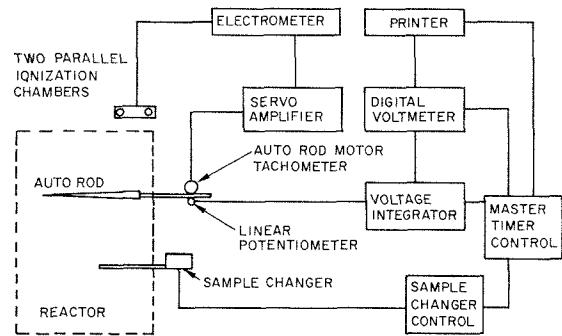 ELECTROMETER
PRINTER
TWO PARALLEL
IQNIZATION
CHAMBERS
SERVO
AMPLIFIER
DIGITAL
VOLTMETER
AUTO ROD MOTOR
TACHOMETER
AUTO ROD
VOLTAGE
INTEGRATOR
MASTER
TIMER
CONTROL
LINEAR
POTENTIOMETER
SAMPLE CHANGER
SAMPLE
CHANGER
CONTROL
REACTOR